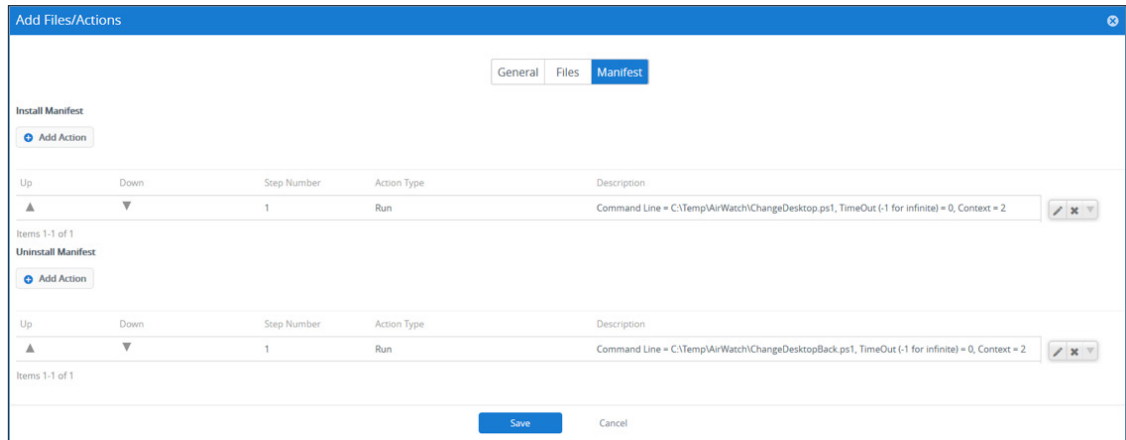 Add Files/Actions
General Files Manifest
Install Manifest
Add Action
Up Down Step Number Action Type Description
1 Run Command Line = C:\Temp\AirWatch\ChangeDesktop.ps1, TimeOut (-1 for infinite) = 0, Context = 2
Items 1-1 of 1
Uninstall Manifest
Add Action
Up Down Step Number Action Type Description
1 Run Command Line = C:\Temp\AirWatch\ChangeDesktopBack.ps1, TimeOut (-1 for infinite) = 0, Context = 2
Items 1-1 of 1
Save Cancel